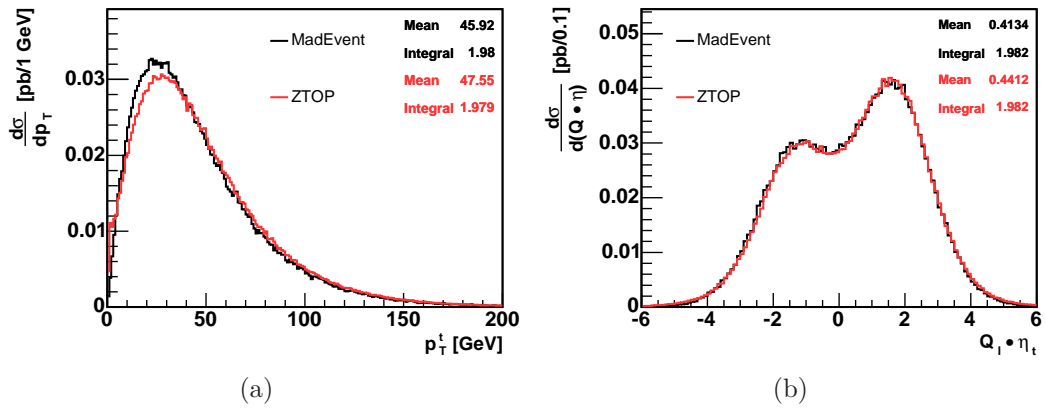 dσ
dp_T [pb/1 GeV]
0.03
0.02
0.01
0
MadEvent
ZTOP
Mean 45.92
Integral 1.98
Mean 47.55
Integral 1.979
0 50 100 150 200
p_T^t [GeV]
(a)
dσ
d(Q • η) [pb/0.1]
0.05
0.04
0.03
0.02
0.01
0
MadEvent
ZTOP
Mean 0.4134
Integral 1.982
Mean 0.4412
Integral 1.982
-6 -4 -2 0 2 4 6
Q_l • η_t
(b)